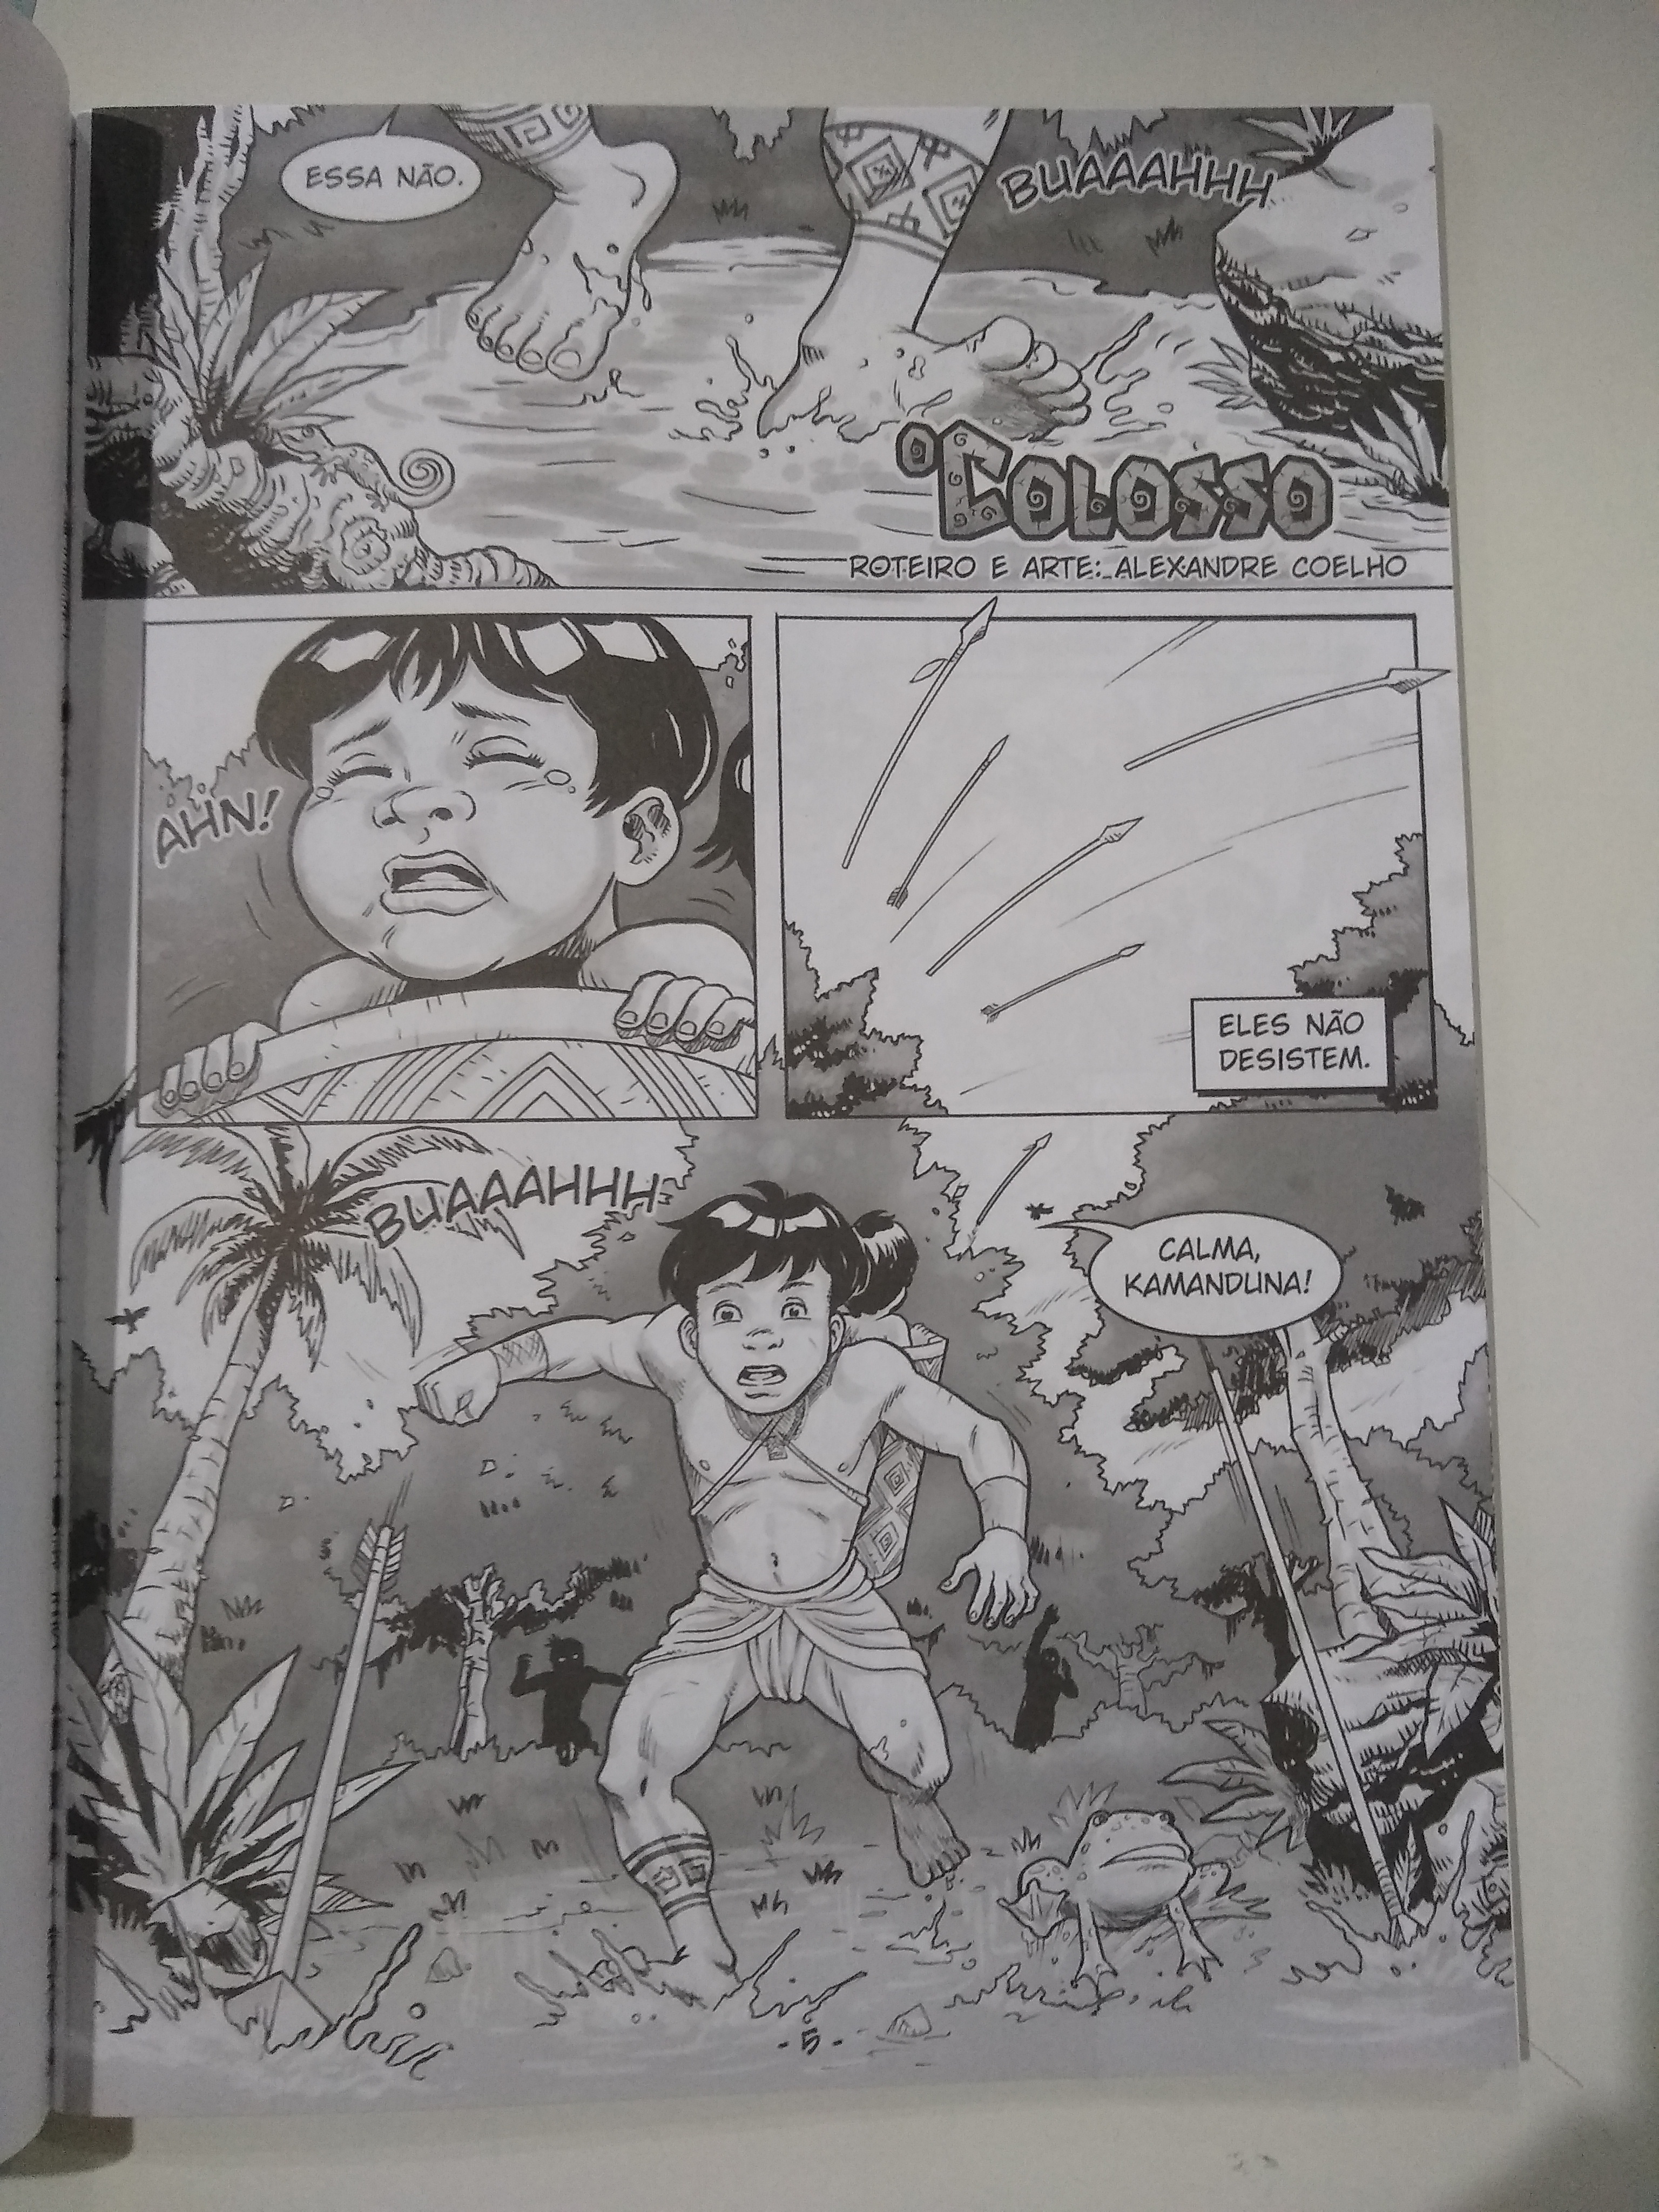 ESSA NÃO.
BUAAAHHH
O COLOSSO
ROTEIRO E ARTE: ALEXANDRE COELHO
AHN!
ELES NÃO
DESISTEM.
BUAAAHHH
CALMA,
KAMANDUNA!
-5-